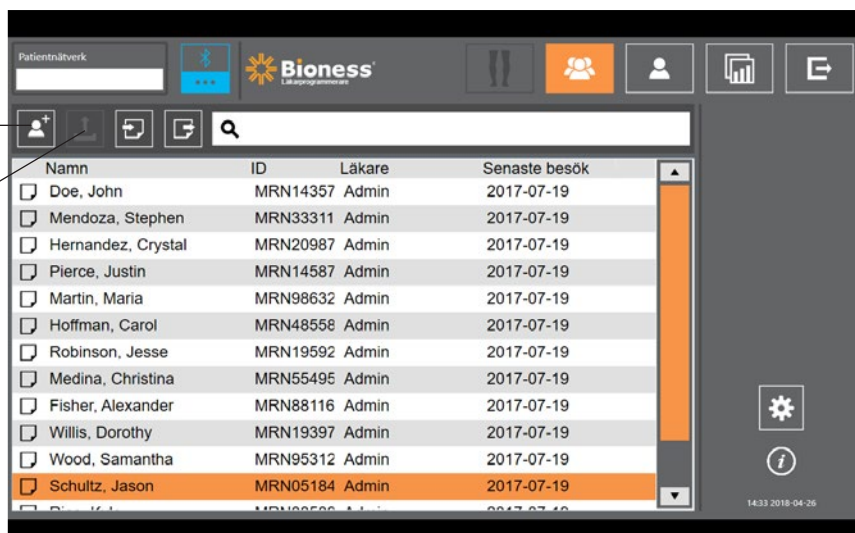 Patientnätverk
Bioness
Läkarprogrammerare
Namn ID Läkare Senaste besök
Doe, John MRN14357 Admin 2017-07-19
Mendoza, Stephen MRN33311 Admin 2017-07-19
Hernandez, Crystal MRN20987 Admin 2017-07-19
Pierce, Justin MRN14587 Admin 2017-07-19
Martin, Maria MRN98632 Admin 2017-07-19
Hoffman, Carol MRN48558 Admin 2017-07-19
Robinson, Jesse MRN19592 Admin 2017-07-19
Medina, Christina MRN55495 Admin 2017-07-19
Fisher, Alexander MRN88116 Admin 2017-07-19
Willis, Dorothy MRN19397 Admin 2017-07-19
Wood, Samantha MRN95312 Admin 2017-07-19
Schultz, Jason MRN05184 Admin 2017-07-19
14:33 2018-04-26